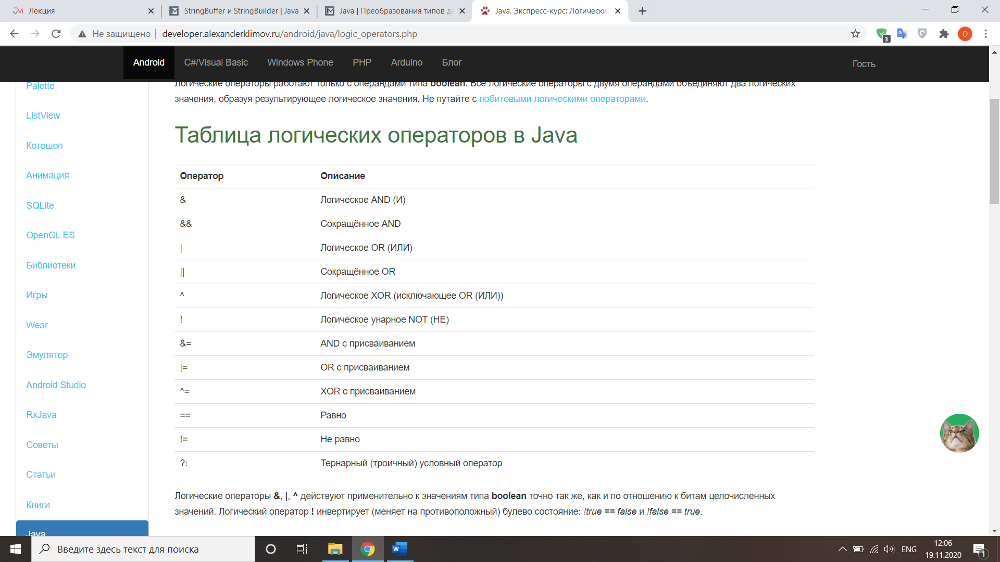 Лекция
StringBuffer и StringBuilder | Java
Java | Преобразования типов да
Java. Экспресс-курс: Логические
Не защищено
developer.alexanderklimov.ru/android/java/logic_operators.php
3
O
Android
C#/Visual Basic
Windows Phone
PHP
Arduino
Блог
Гость
Palette
ListView
Котошоп
Анимация
SQLite
OpenGL ES
Библиотеки
Игры
Wear
Эмулятор
Android Studio
RxJava
Советы
Статьи
Книги
Java
Логические операторы работают только с операндами типа boolean. Все логические операторы с двумя операндами объединяют два логических
значения, образуя результирующее логическое значения. Не путайте с побитовыми логическими операторами.
Таблица логических операторов в Java
Оператор Описание
& Логическое AND (И)
&& Сокращённое AND
| Логическое OR (ИЛИ)
|| Сокращённое OR
^ Логическое XOR (исключающее OR (ИЛИ))
! Логическое унарное NOT (НЕ)
&= AND с присваиванием
|= OR с присваиванием
^= XOR с присваиванием
== Равно
!= Не равно
?: Тернарный (троичный) условный оператор
Логические операторы &, |, ^ действуют применительно к значениям типа boolean точно так же, как и по отношению к битам целочисленных
значений. Логический оператор ! инвертирует (меняет на противоположный) булево состояние: !true == false и !false == true.
Введите здесь текст для поиска
ENG
12:06
19.11.2020
1